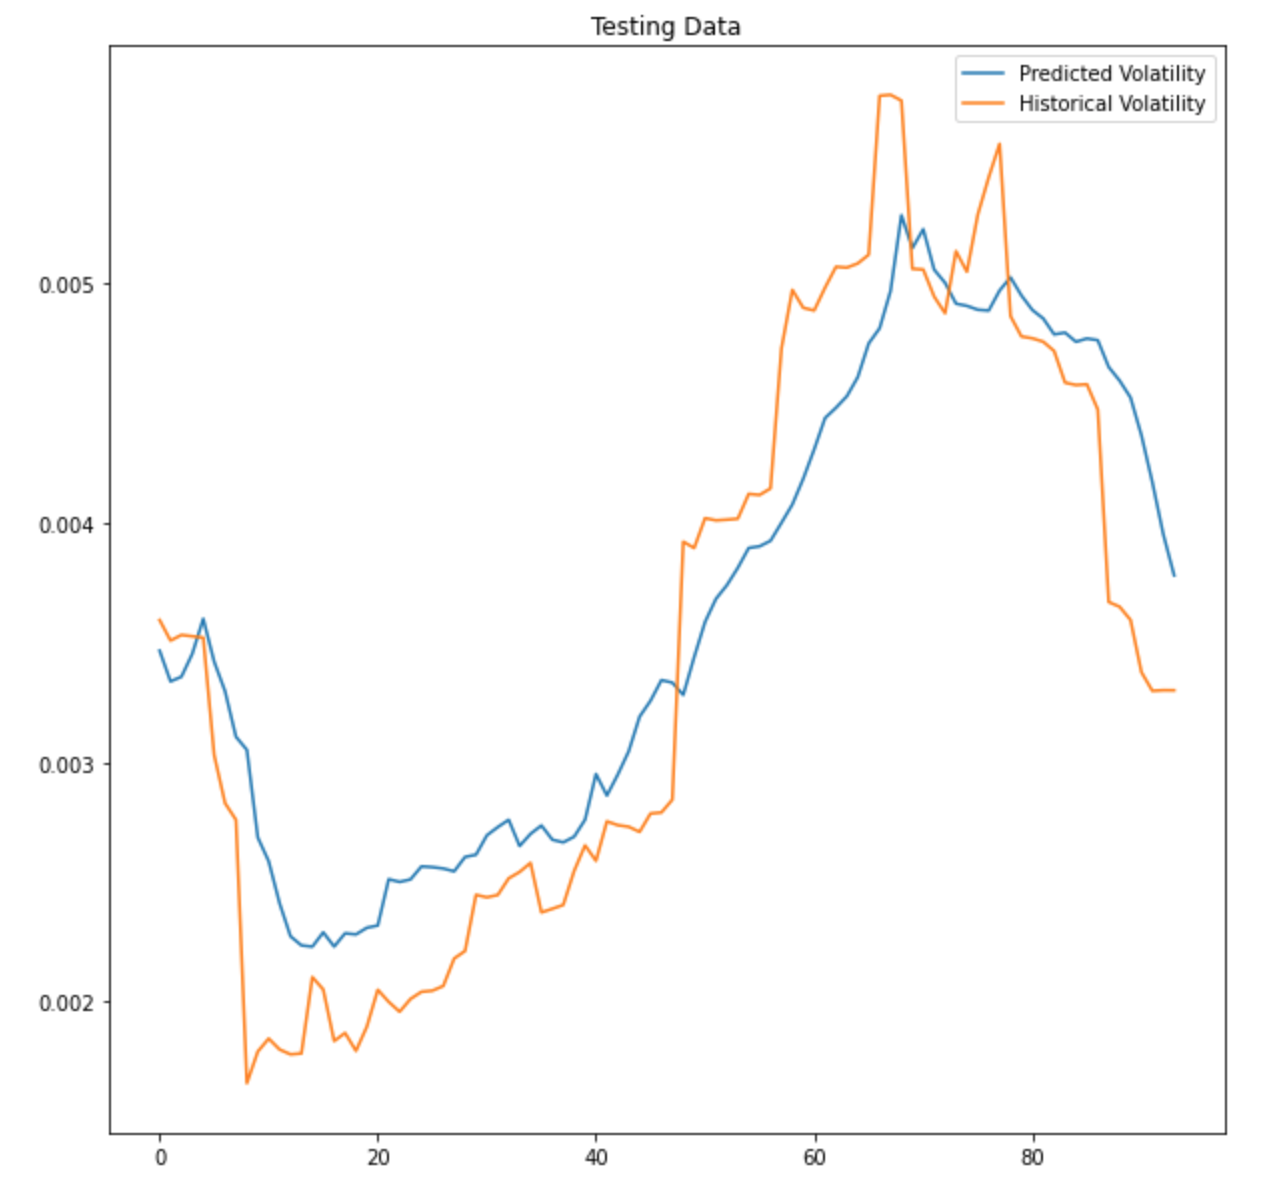 Testing Data
Predicted Volatility
Historical Volatility
0.005
0.004
0.003
0.002
0 20 40 60 80